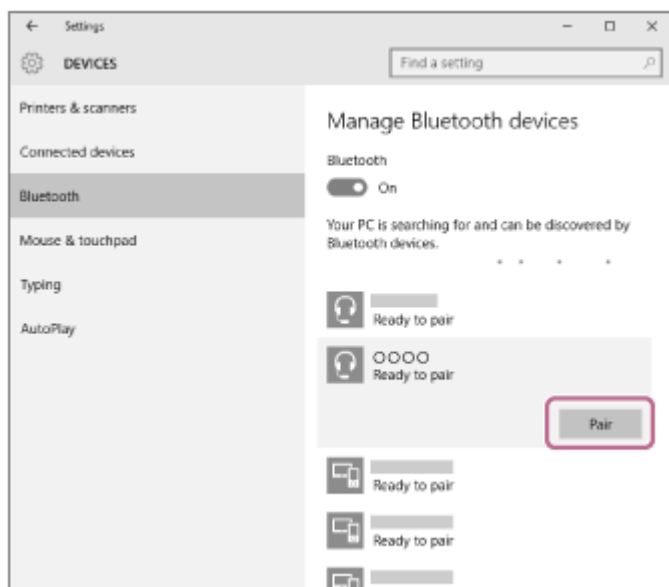 Settings
DEVICES
Find a setting
Printers & scanners
Connected devices
Bluetooth
Mouse & touchpad
Typing
AutoPlay
Manage Bluetooth devices
Bluetooth
On
Your PC is searching for and can be discovered by
Bluetooth devices.
Ready to pair
○○○○
Ready to pair
Pair
Ready to pair
Ready to pair